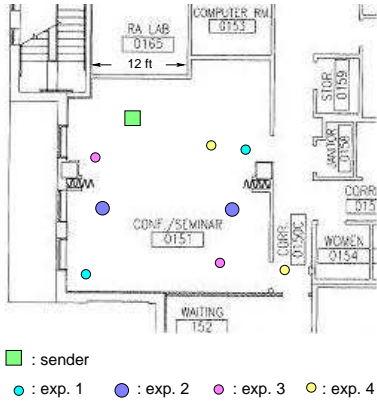 COMPUTER RM.
0153
RA LAB
0165
12 ft
STOR
0159
JANITOR
0158
CORRI
015
CONF./SEMINAR
0151
CORR.
0150C
WOMEN
0154
WAITING
152
: sender
: exp. 1
: exp. 2
: exp. 3
: exp. 4